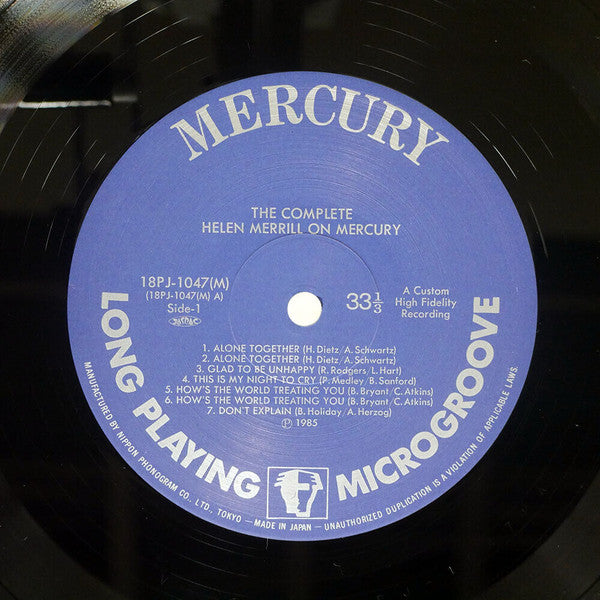 MERCURY
THE COMPLETE
HELEN MERRILL ON MERCURY
18PJ-1047(M)
(18PJ-1047(M) A)
Side-1
33 1/3
A Custom
High Fidelity
Recording
1. ALONE TOGETHER (H. Dietz/A. Schwartz)
2. ALONE TOGETHER (H. Dietz/A. Schwartz)
3. GLAD TO BE UNHAPPY (R. Rodgers/L. Hart)
4. THIS IS MY NIGHT TO CRY (P. Medley/B. Sanford)
5. HOW'S THE WORLD TREATING YOU (B. Bryant/C. Atkins)
6. HOW'S THE WORLD TREATING YOU (B. Bryant/C. Atkins)
7. DON'T EXPLAIN (B. Holiday/A. Herzog)
Ⓟ 1985
LONG PLAYING MICROGROOVE
MANUFACTURED BY NIPPON PHONOGRAM CO., LTD., TOKYO — MADE IN JAPAN — UNAUTHORIZED DUPLICATION IS A VIOLATION OF APPLICABLE LAWS.